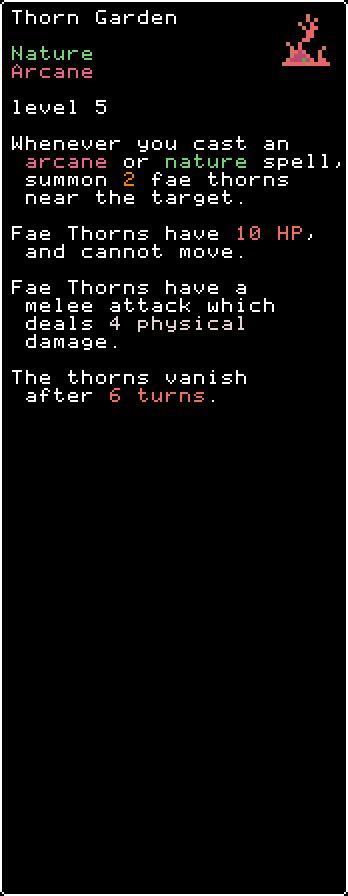 Thorn Garden
Nature
Arcane
level 5
Whenever you cast an
arcane or nature spell,
summon 2 fae thorns
near the target.
Fae Thorns have 10 HP,
and cannot move.
Fae Thorns have a
melee attack which
deals 4 physical
damage.
The thorns vanish
after 6 turns.